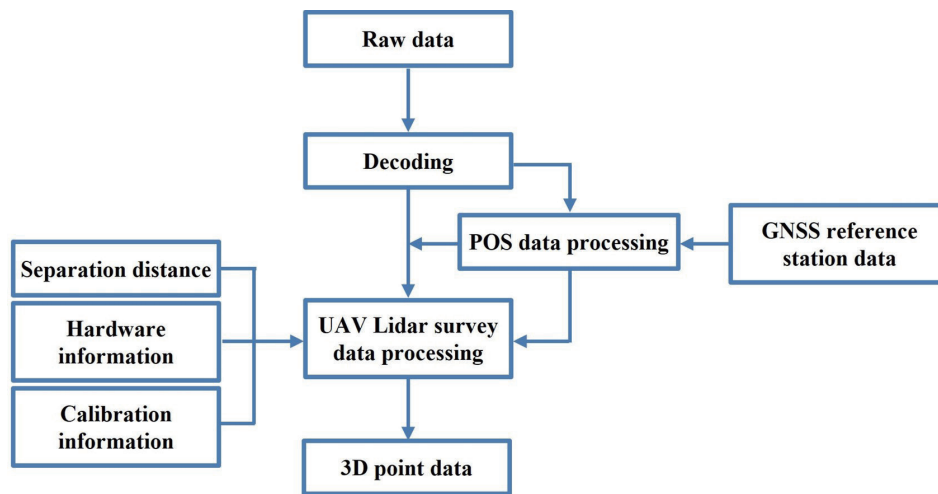 Raw data
Decoding
POS data processing
GNSS reference
station data
Separation distance
Hardware
information
Calibration
information
UAV Lidar survey
data processing
3D point data